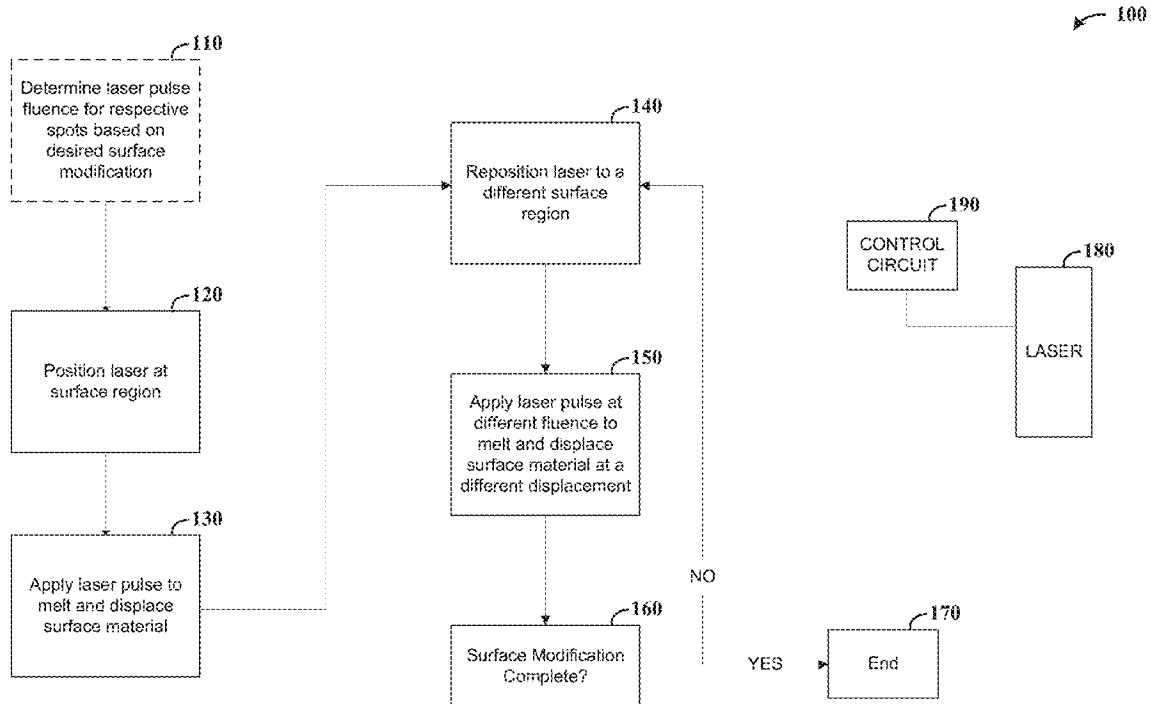 100
110
Determine laser pulse
fluence for respective
spots based on
desired surface
modification
120
Position laser at
surface region
130
Apply laser pulse to
melt and displace
surface material
140
Reposition laser to a
different surface
region
150
Apply laser pulse at
different fluence to
melt and displace
surface material at a
different displacement
160
Surface Modification
Complete?
NO
YES
170
End
190
CONTROL
CIRCUIT
180
LASER